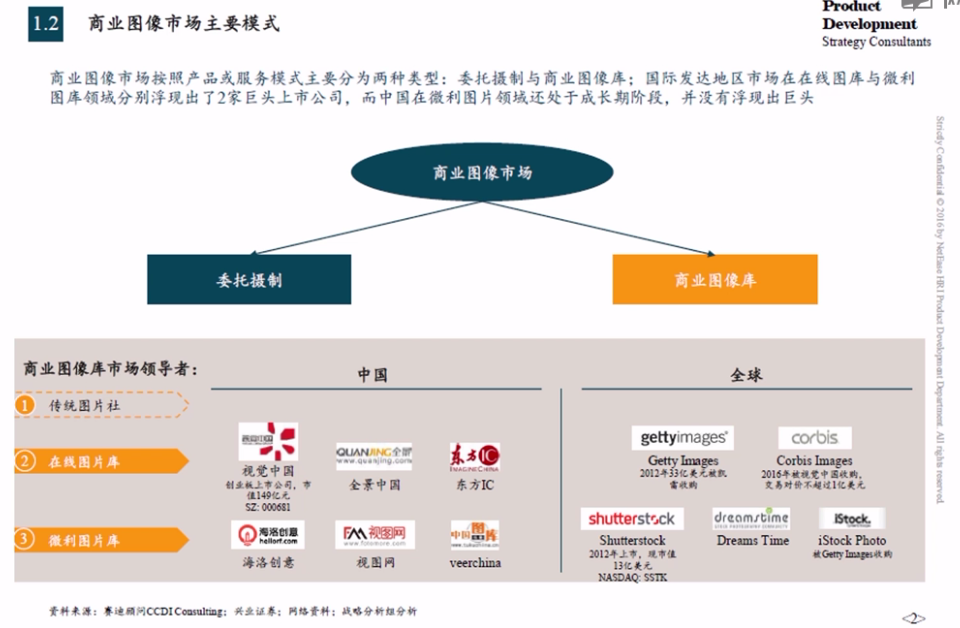 1.2
商业图像市场主要模式
Product
Development
Strategy Consultants
商业图像市场按照产品或服务模式主要分为两种类型：委托摄制与商业图像库；国际发达地区市场在在线图库与微利
图库领域分别浮现出了2家巨头上市公司，而中国在微利图片领域还处于成长期阶段，并没有浮现出巨头
商业图像市场
委托摄制
商业图像库
商业图像库市场领导者：
中国
全球
1 传统图片社
2 在线图片库
视觉中国
创业板上市公司，市
值149亿元
SZ: 000681
QUANJING全景
www.quanjing.com
全景中国
东方IC
IMAGINECHINA
东方IC
gettyimages
Getty Images
2012年33亿美元被凯
雷收购
corbis
Corbis Images
2016年被视觉中国收购，
交易对价不超过1亿美元
3 微利图片库
海洛创意
hellorf.com
海洛创意
FM 视图网
www.fotomore.com
视图网
中国图库
veerchina
shutterstock
Shutterstock
2012年上市，现市值
13亿美元
NASDAQ: SSTK
dreamstime
Dreams Time
iStock
iStock Photo
被Getty Images收购
Strictly Confidential © 2016 by NetEase HR1 Product Development Department. All rights reserved.
资料来源：赛迪顾问CCDI Consulting；兴业证券；网络资料；战略分析组分析
2